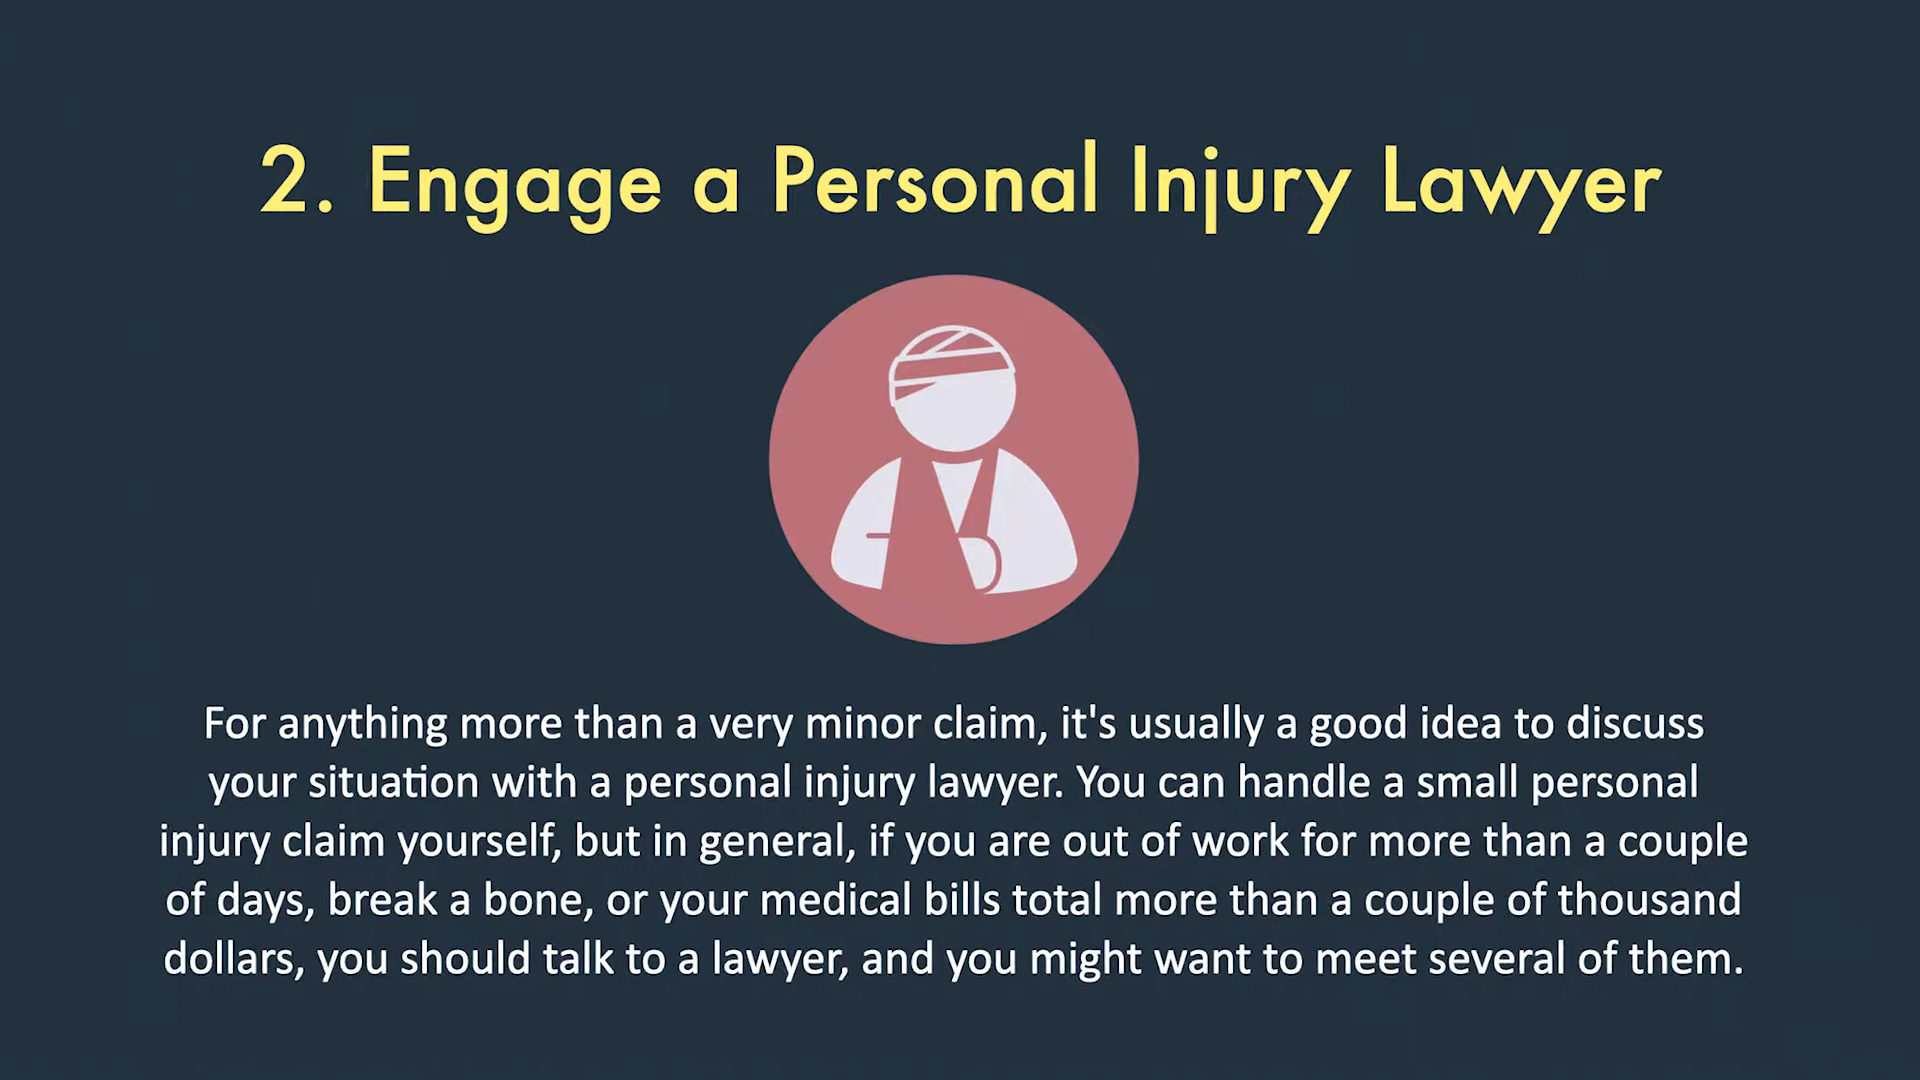 2. Engage a Personal Injury Lawyer
For anything more than a very minor claim, it's usually a good idea to discuss
your situation with a personal injury lawyer. You can handle a small personal
injury claim yourself, but in general, if you are out of work for more than a couple
of days, break a bone, or your medical bills total more than a couple of thousand
dollars, you should talk to a lawyer, and you might want to meet several of them.